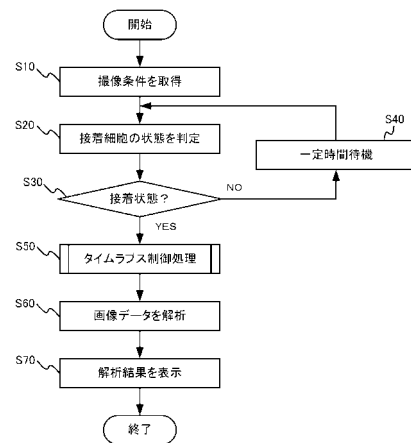 開始
S10
撮像条件を取得
S20
接着細胞の状態を判定
S40
一定時間待機
S30
接着状態？
NO
YES
S50
タイムラプス制御処理
S60
画像データを解析
S70
解析結果を表示
終了